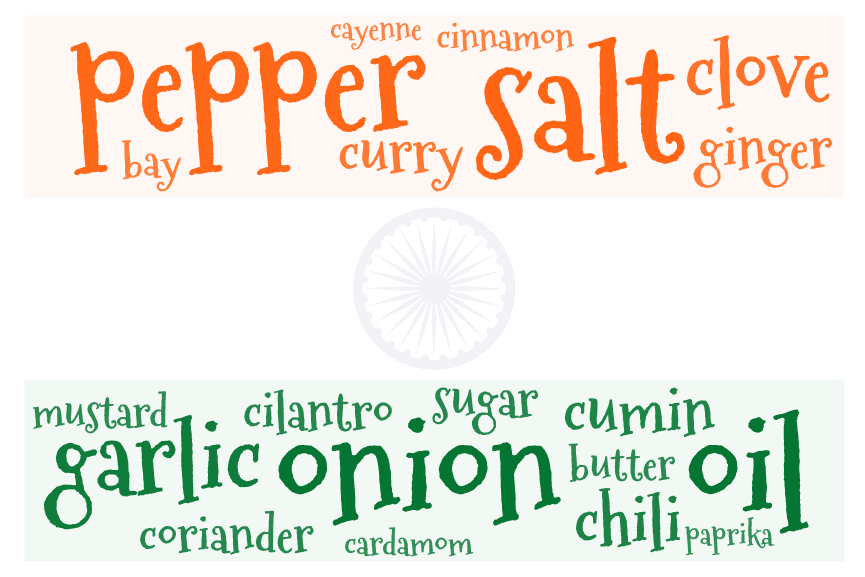 cayenne cinnamon
pepper salt clove
bay curry ginger
mustard cilantro sugar cumin
garlic onion butter oil
coriander cardamom chili paprika